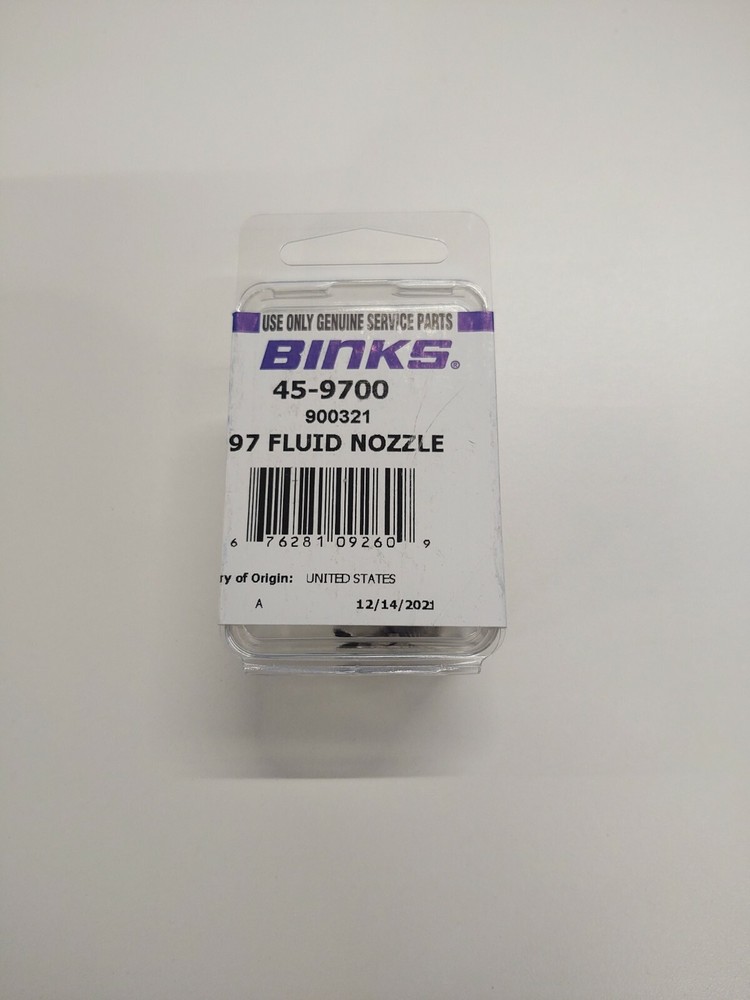 USE ONLY GENUINE SERVICE PARTS
BINKS®
45-9700
900321
97 FLUID NOZZLE
6 76281 09260 9
ry of Origin: UNITED STATES
A 12/14/2021